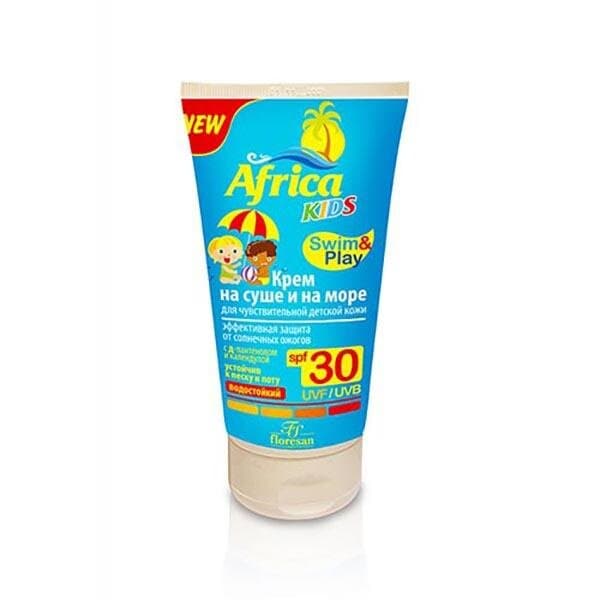 NEW
Africa
KIDS
Swim&
Play
Крем
на суше и на море
для чувствительной детской кожи
эффективная защита
от солнечных ожогов
с Д-пантенолом
и календулой
устойчив
к песку и поту
водостойкий
spf 30
UVF/UVB
floresan